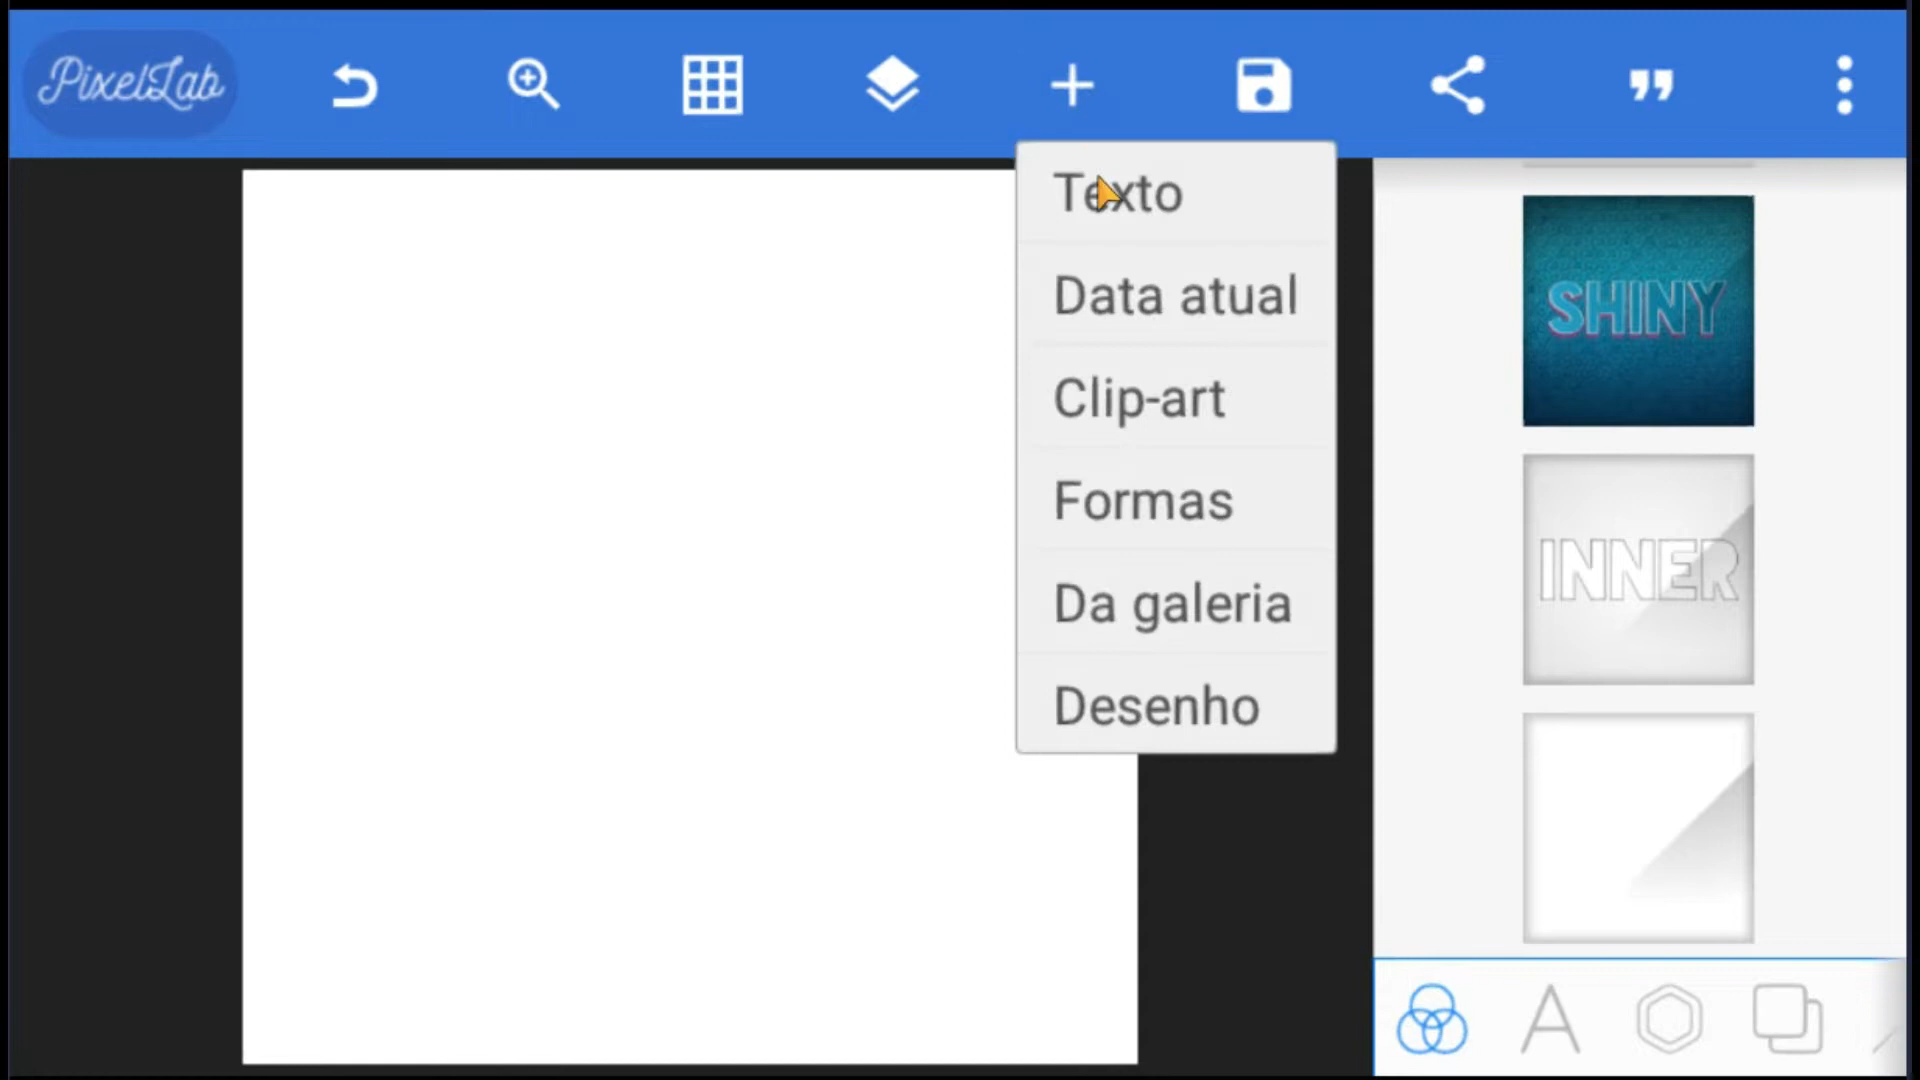 PixelLab
Texto
Data atual
Clip-art
Formas
Da galeria
Desenho
SHINY
INNER